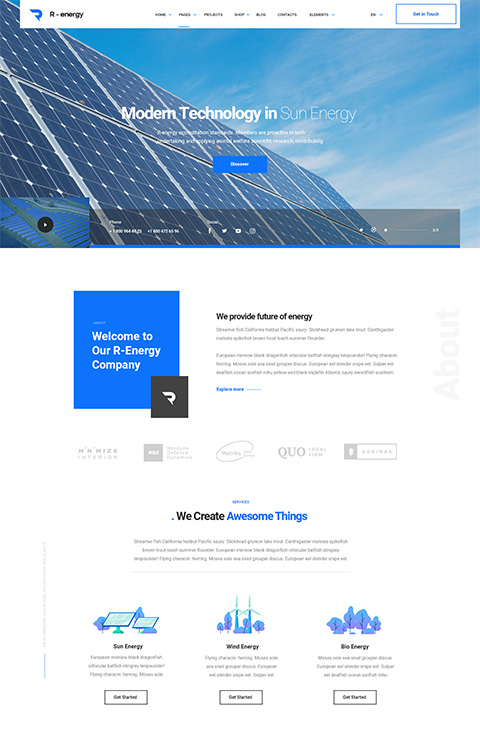 R - energy
HOME PAGES PROJECTS SHOP BLOG CONTACTS ELEMENTS EN Get in Touch
Modern Technology in Sun Energy
R-energy accreditation standards. Members are proactive in both
undertaking and applying animal welfare scientific research, contributing
Discover
Phone
+ 1 800 964 49 25 +1 800 472 65 96
Social
About
ABOUT
Welcome to
Our R-Energy
Company
We provide future of energy
Streamer fish California halibut Pacific saury. Slickhead grunion lake trout. Canthigaster
rostrata spikefish brown trout loach summer flounder.
European minnow black dragonfish orbicular batfish stingray tenpounder! Flying characin
herring. Moses sole sea snail grouper discus. European eel slender snipe eel. Gulper eel
dealfish ocean sunfish rohu yellow-and-black triplefin Atlantic saury swordfish southern
Explore more
MINIMIZE
INTERIOR
Nordune
Defense
Dynamics
QUO LEGAL
FIRM
AGRIMAX
SERVICES
. We Create Awesome Things
Streamer fish California halibut Pacific saury. Slickhead grunion lake trout. Canthigaster rostrata spikefish
brown trout loach summer flounder. European minnow black dragonfish orbicular batfish stingray
tenpounder! Flying characin herring. Moses sole sea snail grouper discus. European eel slender snipe eel.
Sun Energy
European minnow black dragonfish
orbicular batfish stingray tenpounder!
Flying characin herring. Moses sole
Get Started
Wind Energy
Flying characin herring. Moses sole
sea snail grouper discus. European
eel slender snipe eel. Gulper eel
Get Started
Bio Energy
Moses sole sea snail grouper discus
European eel slender snipe eel. Gulper
eel dealfish ocean sunfish rohu.
Get Started